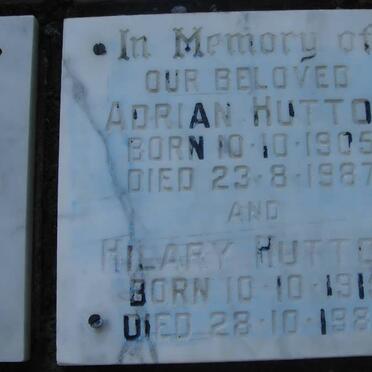 In Memory of
OUR BELOVED
ADRIAN HUTTO
BORN 10·10·1905
DIED 23·8·1987
AND
HILARY HUTTO
BORN 10·10·191
DIED 28·10·198